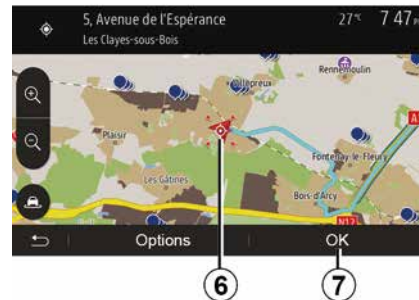 5, Avenue de l'Espérance
27°C
7 47
Les Clayes-sous-Bois
Rennemoulin
Villepreux
Plaisir
Fontenay-le-Fleury
Les Gâtines
Bois-d'Arcy
N12
Options
OK
6
7